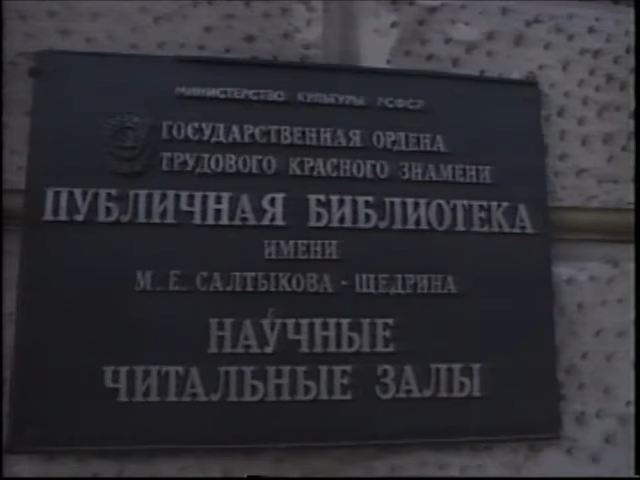 МИНИСТЕРСТВО КУЛЬТУРЫ РСФСР
ГОСУДАРСТВЕННАЯ ОРДЕНА
ТРУДОВОГО КРАСНОГО ЗНАМЕНИ
ПУБЛИЧНАЯ БИБЛИОТЕКА
ИМЕНИ
М. Е. САЛТЫКОВА - ЩЕДРИНА
НАУЧНЫЕ
ЧИТАЛЬНЫЕ ЗАЛЫ